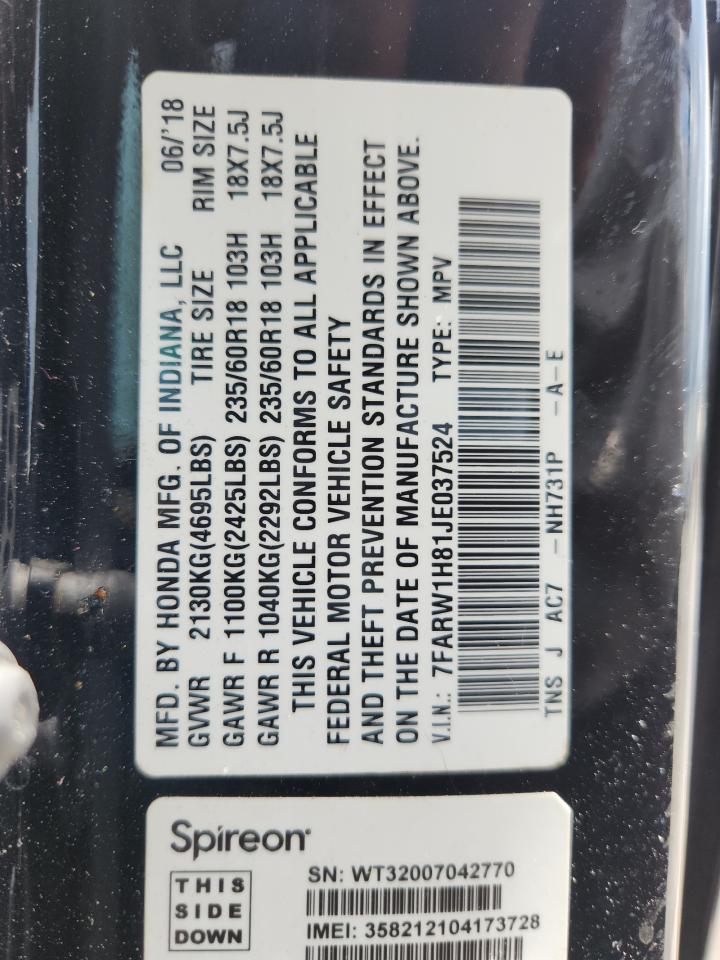 MFD. BY HONDA MFG. OF INDIANA, LLC 06/'18
GVWR 2130KG(4695LBS) TIRE SIZE RIM SIZE
GAWR F 1100KG(2425LBS) 235/60R18 103H 18X7.5J
GAWR R 1040KG(2292LBS) 235/60R18 103H 18X7.5J
THIS VEHICLE CONFORMS TO ALL APPLICABLE
FEDERAL MOTOR VEHICLE SAFETY
AND THEFT PREVENTION STANDARDS IN EFFECT
ON THE DATE OF MANUFACTURE SHOWN ABOVE.
V.I.N.: 7FARW1H81JE037524 TYPE: MPV
TNS J AC7 -NH731P -A-E
Spireon
THIS
SIDE
DOWN
SN: WT32007042770
IMEI: 358212104173728